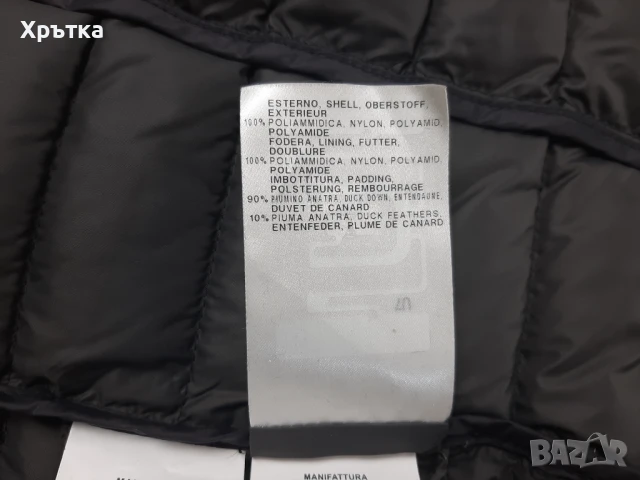 Хрътка
ESTERNO, SHELL, OBERSTOFF,
EXTERIEUR
100% POLIAMMIDICA, NYLON, POLYAMID,
POLYAMIDE
FODERA, LINING, FUTTER,
DOUBLURE
100% POLIAMMIDICA, NYLON, POLYAMID,
POLYAMIDE
IMBOTTITURA, PADDING,
POLSTERUNG, REMBOURRAGE
90% PIUMINO ANATRA, DUCK DOWN, ENTENDAUNE,
DUVET DE CANARD
10% PIUMA ANATRA, DUCK FEATHERS,
ENTENFEDER, PLUME DE CANARD
MANIFATTURA
BAZAR